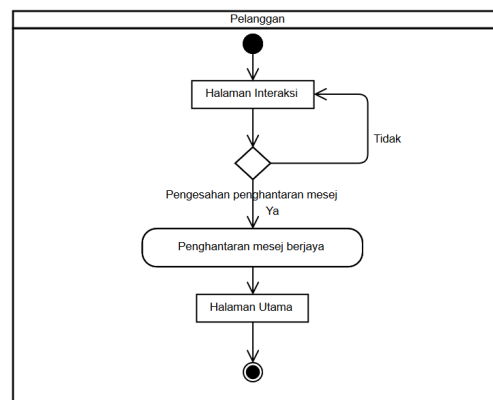 Pelanggan
Halaman Interaksi
Tidak
Pengesahan penghantaran mesej
Ya
Penghantaran mesej berjaya
Halaman Utama